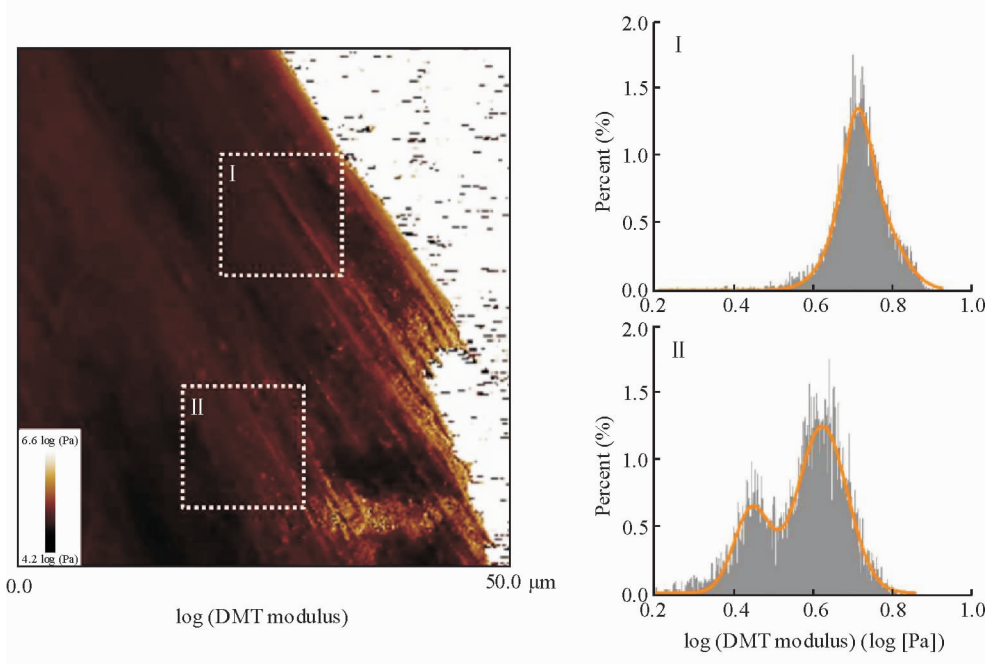 I
II
6.6 log (Pa)
4.2 log (Pa)
0.0
50.0 μm
log (DMT modulus)
2.0
I
1.5
Percent (%)
1.0
0.5
0.0
0.2
0.4
0.6
0.8
1.0
2.0
II
1.5
Percent (%)
1.0
0.5
0.0
0.2
0.4
0.6
0.8
1.0
log (DMT modulus) (log [Pa])